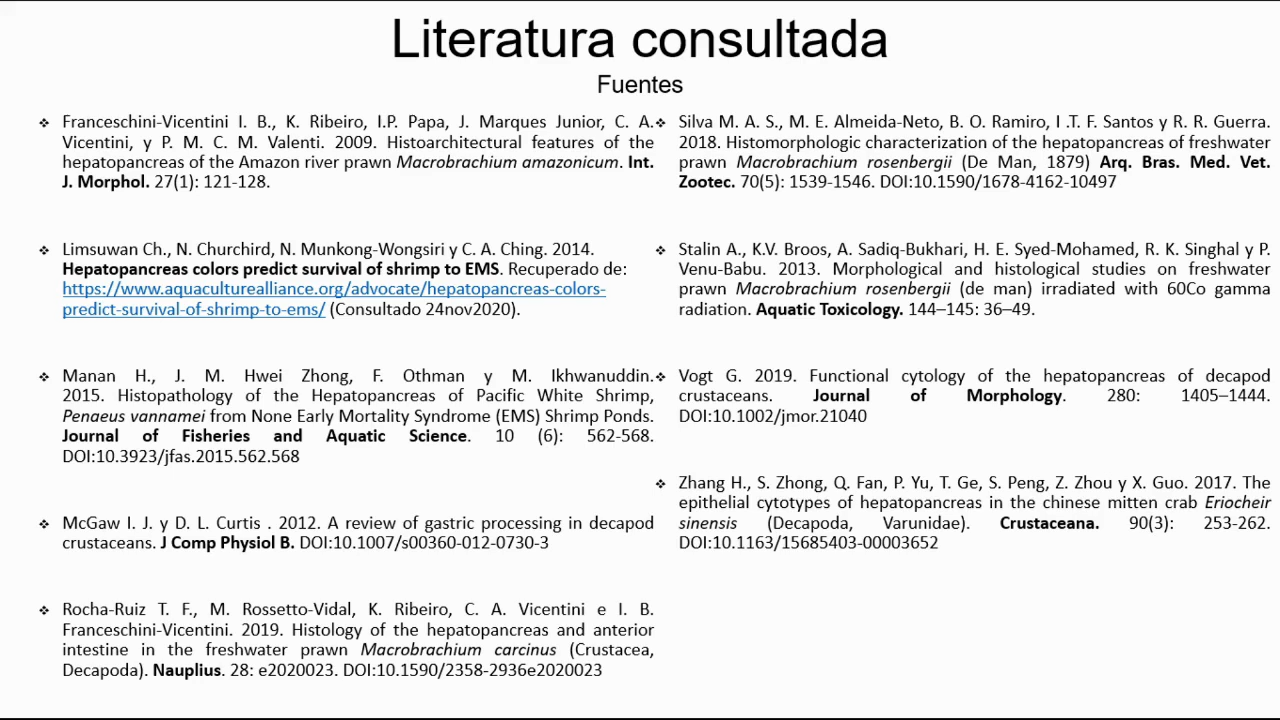 Literatura consultada
Fuentes
❖ Franceschini-Vicentini I. B., K. Ribeiro, I.P. Papa, J. Marques Junior, C. A.
Vicentini, y P. M. C. M. Valenti. 2009. Histoarchitectural features of the
hepatopancreas of the Amazon river prawn Macrobrachium amazonicum. Int.
J. Morphol. 27(1): 121-128.
❖ Limsuwan Ch., N. Churchird, N. Munkong-Wongsiri y C. A. Ching. 2014.
Hepatopancreas colors predict survival of shrimp to EMS. Recuperado de:
https://www.aquaculturealliance.org/advocate/hepatopancreas-colors-
predict-survival-of-shrimp-to-ems/ (Consultado 24nov2020).
❖ Manan H., J. M. Hwei Zhong, F. Othman y M. Ikhwanuddin.
2015. Histopathology of the Hepatopancreas of Pacific White Shrimp,
Penaeus vannamei from None Early Mortality Syndrome (EMS) Shrimp Ponds.
Journal of Fisheries and Aquatic Science. 10 (6): 562-568.
DOI:10.3923/jfas.2015.562.568
❖ McGaw I. J. y D. L. Curtis . 2012. A review of gastric processing in decapod
crustaceans. J Comp Physiol B. DOI:10.1007/s00360-012-0730-3
❖ Rocha-Ruiz T. F., M. Rossetto-Vidal, K. Ribeiro, C. A. Vicentini e I. B.
Franceschini-Vicentini. 2019. Histology of the hepatopancreas and anterior
intestine in the freshwater prawn Macrobrachium carcinus (Crustacea,
Decapoda). Nauplius. 28: e2020023. DOI:10.1590/2358-2936e2020023
❖ Silva M. A. S., M. E. Almeida-Neto, B. O. Ramiro, I .T. F. Santos y R. R. Guerra.
2018. Histomorphologic characterization of the hepatopancreas of freshwater
prawn Macrobrachium rosenbergii (De Man, 1879) Arq. Bras. Med. Vet.
Zootec. 70(5): 1539-1546. DOI:10.1590/1678-4162-10497
❖ Stalin A., K.V. Broos, A. Sadiq-Bukhari, H. E. Syed-Mohamed, R. K. Singhal y P.
Venu-Babu. 2013. Morphological and histological studies on freshwater
prawn Macrobrachium rosenbergii (de man) irradiated with 60Co gamma
radiation. Aquatic Toxicology. 144–145: 36–49.
❖ Vogt G. 2019. Functional cytology of the hepatopancreas of decapod
crustaceans. Journal of Morphology. 280: 1405–1444.
DOI:10.1002/jmor.21040
❖ Zhang H., S. Zhong, Q. Fan, P. Yu, T. Ge, S. Peng, Z. Zhou y X. Guo. 2017. The
epithelial cytotypes of hepatopancreas in the chinese mitten crab Eriocheir
sinensis (Decapoda, Varunidae). Crustaceana. 90(3): 253-262.
DOI:10.1163/15685403-00003652